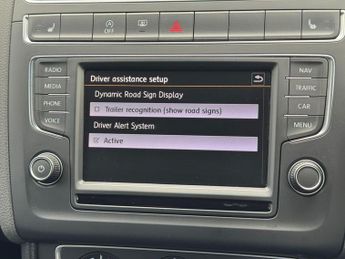 A
OFF
RADIO
MEDIA
PHONE
VOICE
Driver assistance setup
Dynamic Road Sign Display
Trailer recognition (show road signs)
Driver Alert System
Active
NAV
TRAFFIC
CAR
MENU